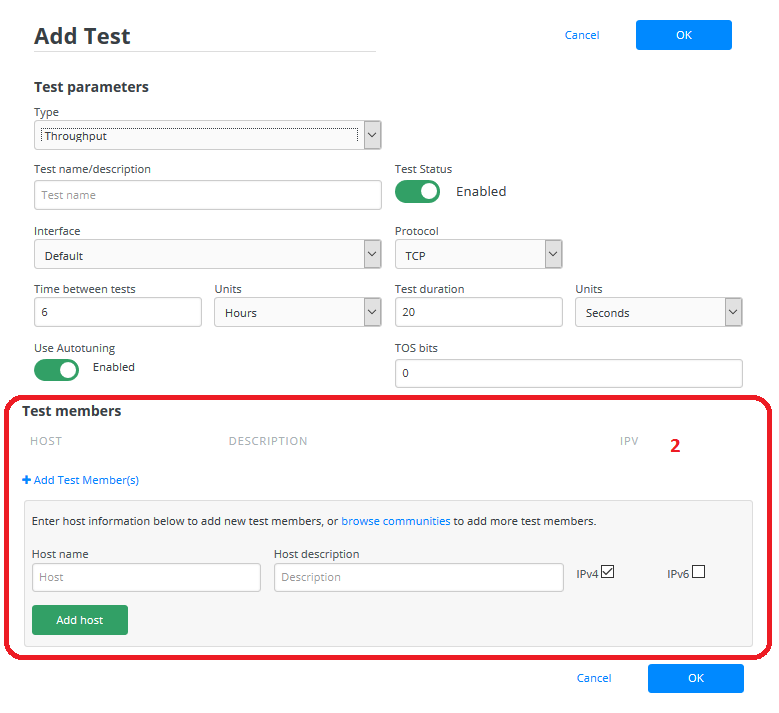 Add Test
Cancel OK
Test parameters
Type
Throughput
Test name/description Test Status
Test name Enabled
Interface Protocol
Default TCP
Time between tests Units Test duration Units
6 Hours 20 Seconds
Use Autotuning TOS bits
Enabled 0
Test members
HOST DESCRIPTION IPV 2
+ Add Test Member(s)
Enter host information below to add new test members, or browse communities to add more test members.
Host name Host description
Host Description IPv4 IPv6
Add host
Cancel OK